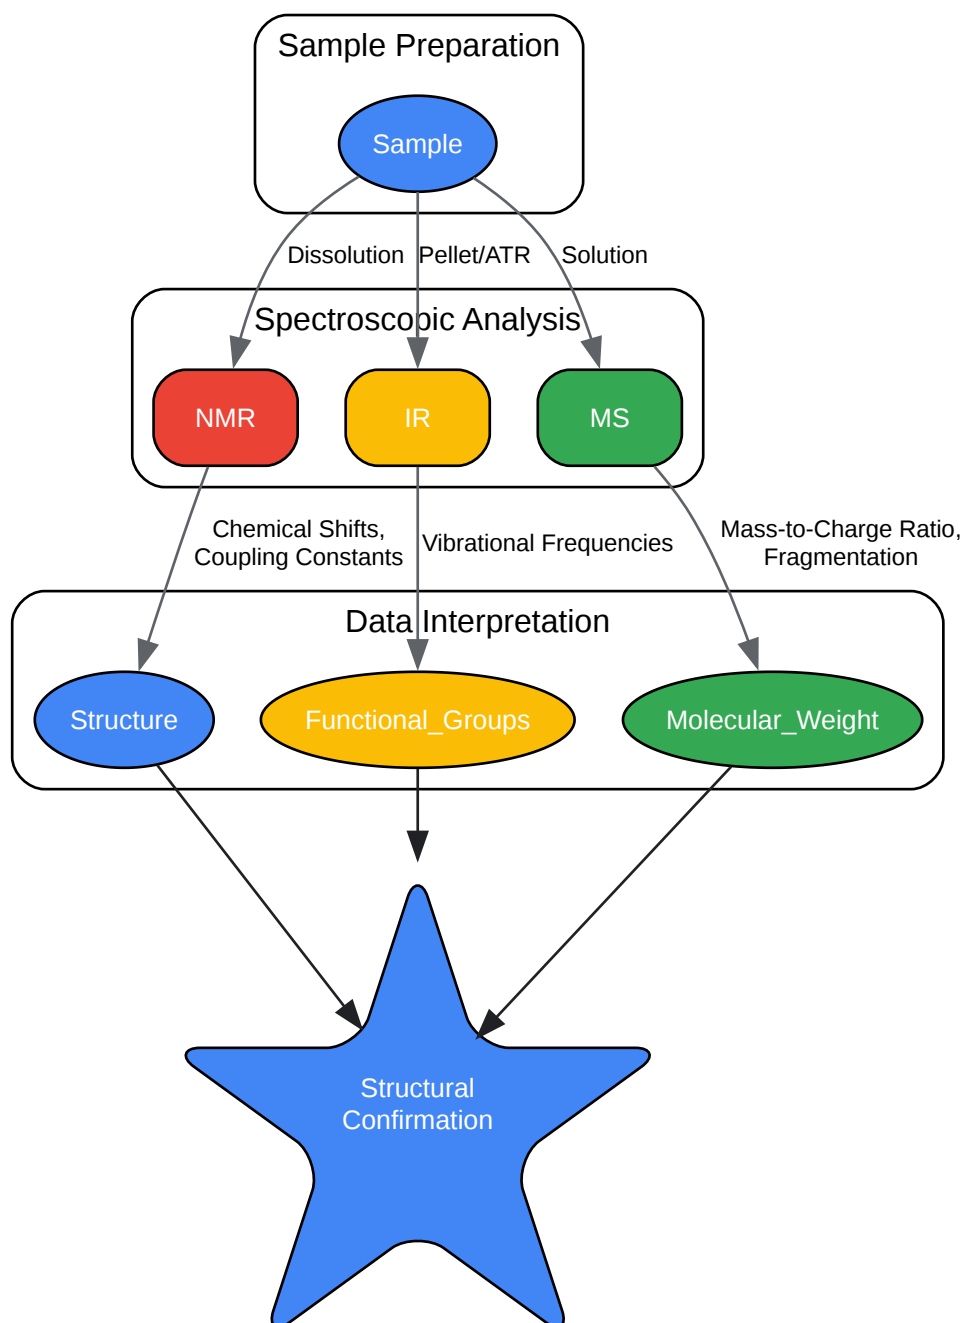 Sample Preparation
Sample
Dissolution
Pellet/ATR
Solution
Spectroscopic Analysis
NMR
IR
MS
Chemical Shifts,
Coupling Constants
Vibrational Frequencies
Mass-to-Charge Ratio,
Fragmentation
Data Interpretation
Structure
Functional_Groups
Molecular_Weight
Structural
Confirmation